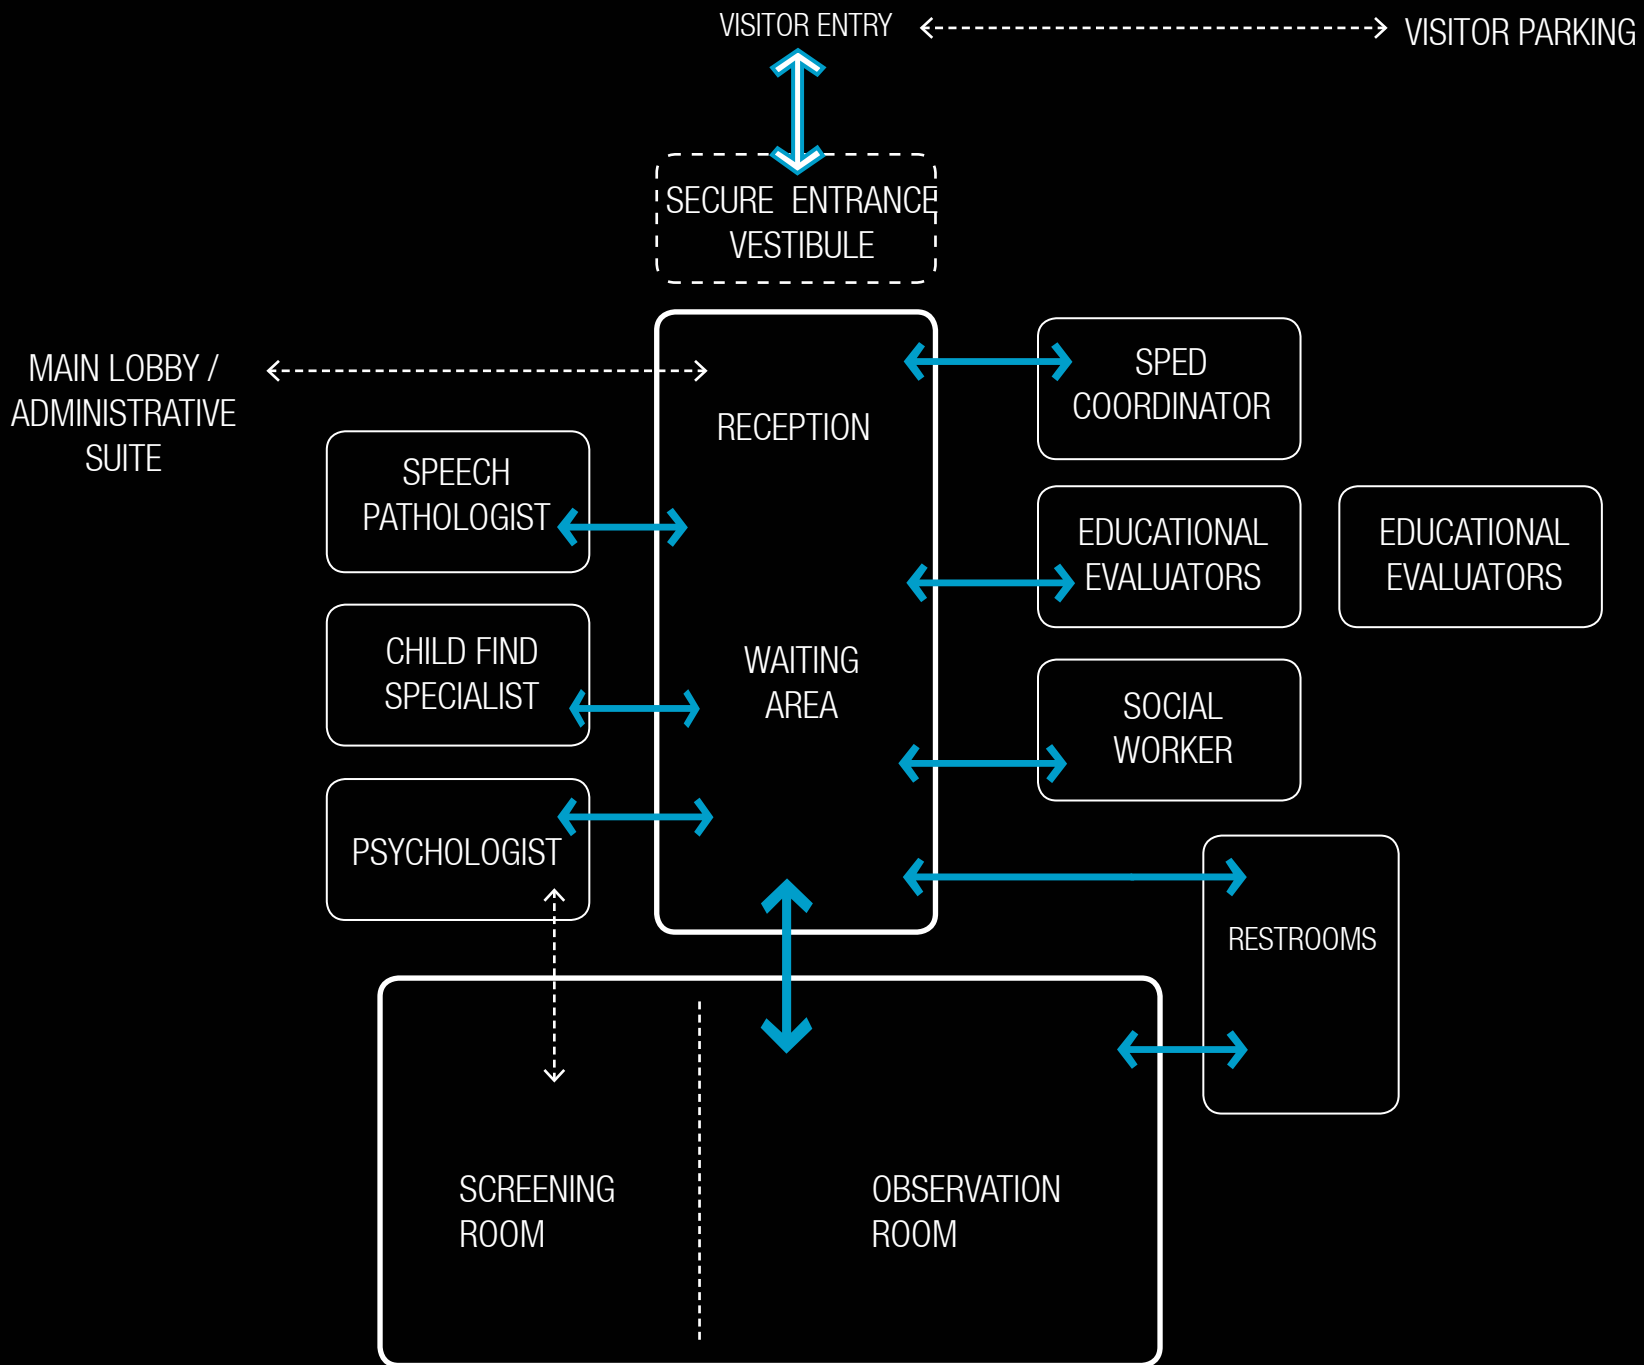 VISITOR ENTRY
VISITOR PARKING
SECURE ENTRANCE
VESTIBULE
MAIN LOBBY /
ADMINISTRATIVE
SUITE
RECEPTION
SPED
COORDINATOR
SPEECH
PATHOLOGIST
EDUCATIONAL
EVALUATORS
EDUCATIONAL
EVALUATORS
CHILD FIND
SPECIALIST
WAITING
AREA
SOCIAL
WORKER
PSYCHOLOGIST
RESTROOMS
SCREENING
ROOM
OBSERVATION
ROOM